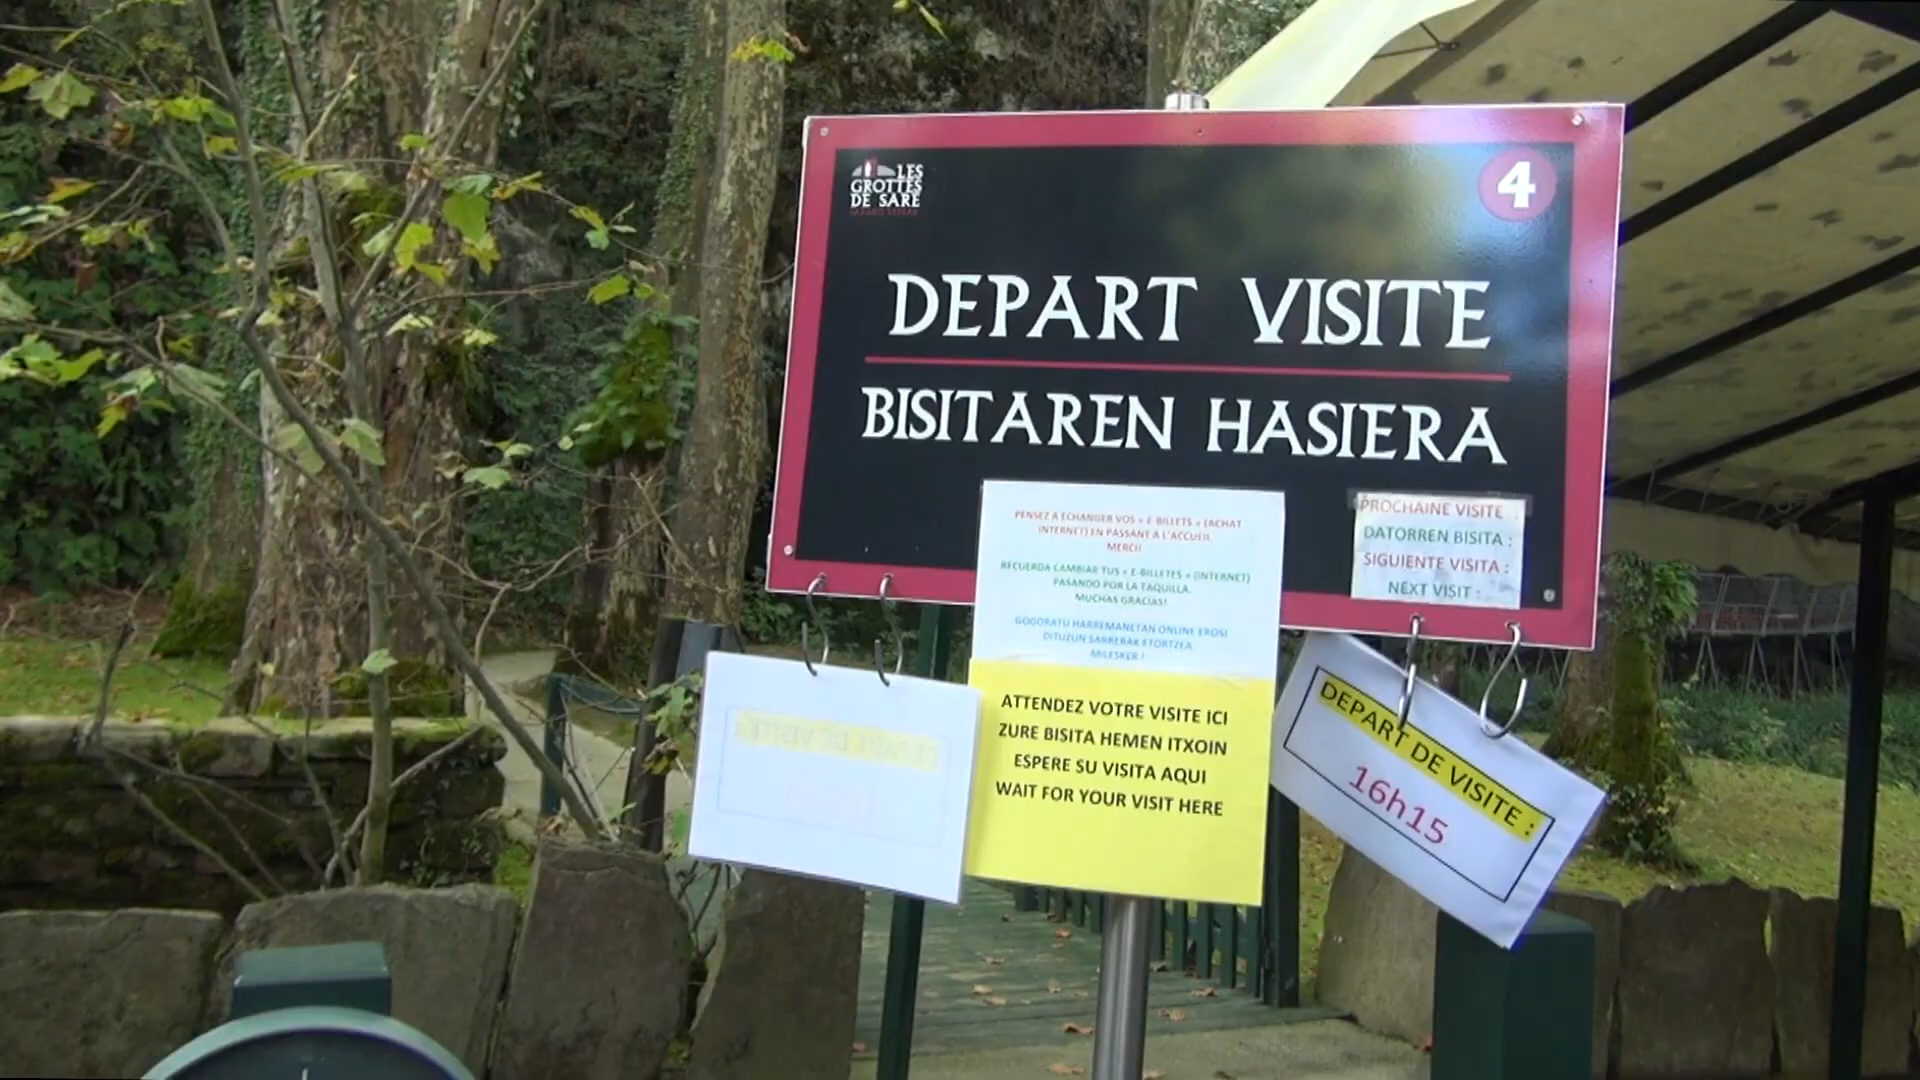 LES
GROTTES
DE SARE
4
DEPART VISITE
BISITAREN HASIERA
PENSEZ A ECHANGER VOS « E-BILLETS » (ACHAT
INTERNET) EN PASSANT A L'ACCUEIL.
MERCI!
RECUERDA CAMBIAR TUS « E-BILLETES » (INTERNET)
PASANDO POR LA TAQUILLA.
MUCHAS GRACIAS!
GOGORATU HARREMANETAN ONLINE EROSI
DITUZUN SARRERAK ETORTZEA
MILESKER !
PROCHAINE VISITE :
DATORREN BISITA :
SIGUIENTE VISITA :
NEXT VISIT :
ATTENDEZ VOTRE VISITE ICI
ZURE BISITA HEMEN ITXOIN
ESPERE SU VISITA AQUI
WAIT FOR YOUR VISIT HERE
DEPART DE VISITE :
16h15